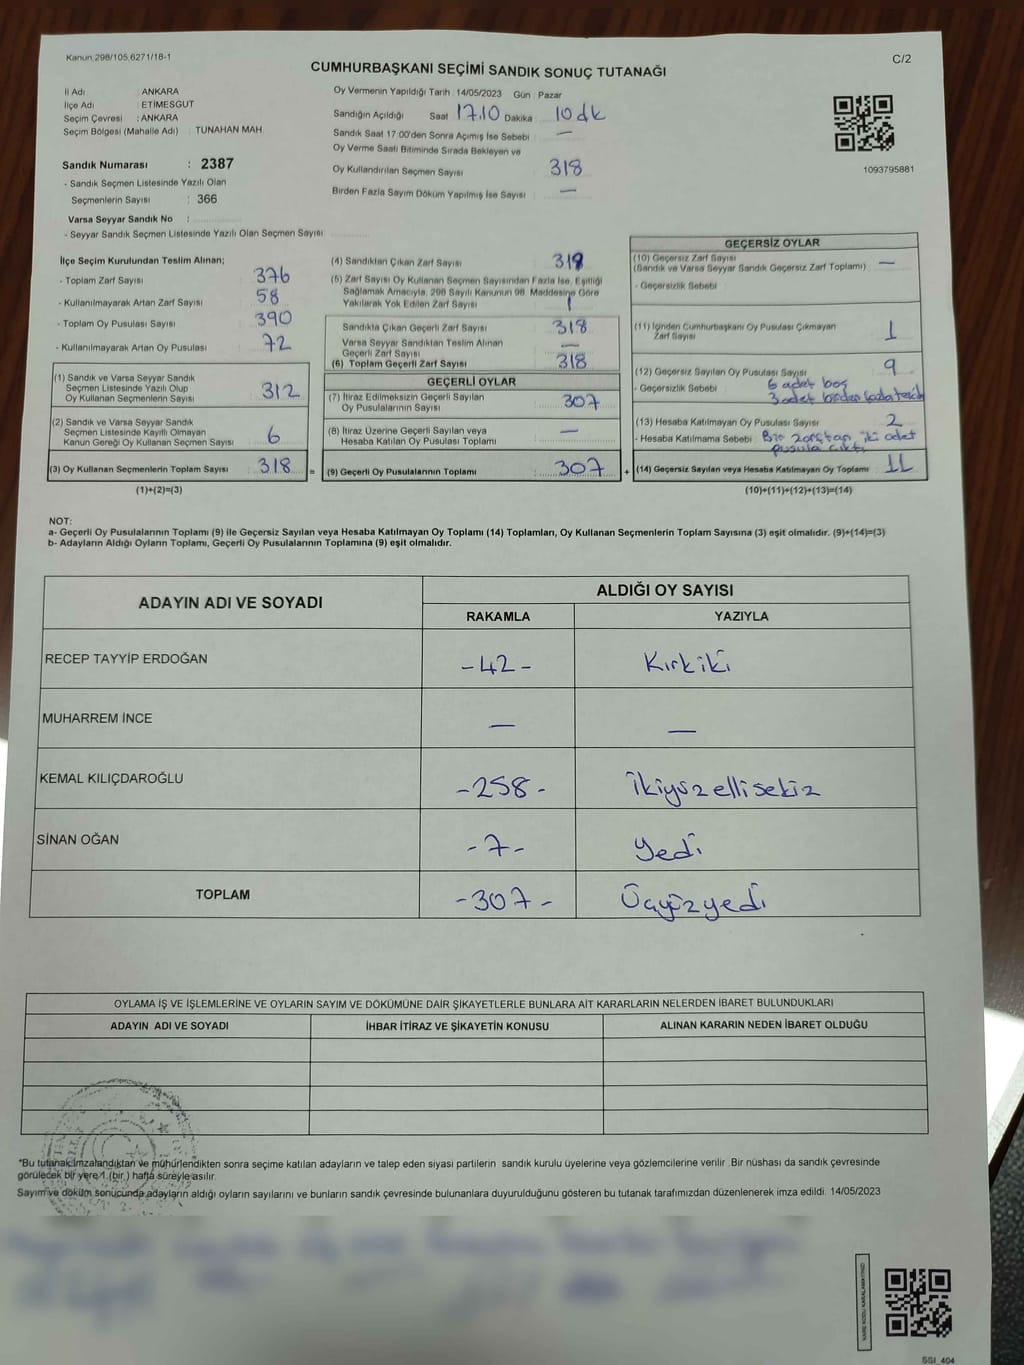 Kanun:298/105,6271/18-1
C/2
CUMHURBAŞKANI SEÇİMİ SANDIK SONUÇ TUTANAĞI
İl Adı ANKARA
İlçe Adı : ETİMESGUT
Seçim Çevresi : ANKARA
Seçim Bölgesi (Mahalle Adı) : TUNAHAN MAH.
Sandık Numarası : 2387
- Sandık Seçmen Listesinde Yazılı Olan
Seçmenlerin Sayısı : 366
Varsa Seyyar Sandık No :
- Seyyar Sandık Seçmen Listesinde Yazılı Olan Seçmen Sayısı
Oy Vermenin Yapıldığı Tarih : 14/05/2023 Gün : Pazar
Sandığın Açıldığı Saat 17.10 Dakika 10 dk
Sandık Saat 17:00'den Sonra Açımış İse Sebebi —
Oy Verme Saati Bitiminde Sırada Bekleyen ve
Oy Kullandırılan Seçmen Sayısı 318
Birden Fazla Sayım Döküm Yapılmış İse Sayısı —
1093795881
İlçe Seçim Kurulundan Teslim Alınan;
- Toplam Zarf Sayısı 376
- Kullanılmayarak Artan Zarf Sayısı 58
- Toplam Oy Pusulası Sayısı 390
- Kullanılmayarak Artan Oy Pusulası 72
(1) Sandık ve Varsa Seyyar Sandık
Seçmen Listesinde Yazılı Olup
Oy Kullanan Seçmenlerin Sayısı 312
(2) Sandık ve Varsa Seyyar Sandık
Seçmen Listesinde Kayıtlı Olmayan
Kanun Gereği Oy Kullanan Seçmen Sayısı 6
(3) Oy Kullanan Seçmenlerin Toplam Sayısı 318 =
(1)+(2)=(3)
(4) Sandıktan Çıkan Zarf Sayısı 319
(5) Zarf Sayısı Oy Kullanan Seçmen Sayısından Fazla İse, Eşitliği
Sağlamak Amacıyla, 298 Sayılı Kanunun 98. Maddesine Göre
Yakılarak Yok Edilen Zarf Sayısı 1
Sandıkta Çıkan Geçerli Zarf Sayısı 318
Varsa Seyyar Sandıktan Teslim Alınan
Geçerli Zarf Sayısı —
(6) Toplam Geçerli Zarf Sayısı 318
GEÇERLİ OYLAR
(7) İtiraz Edilmeksizin Geçerli Sayılan
Oy Pusulalarının Sayısı 307
(8) İtiraz Üzerine Geçerli Sayılan veya
Hesaba Katılan Oy Pusulası Toplamı —
(9) Geçerli Oy Pusulalarının Toplamı 307 +
GEÇERSİZ OYLAR
(10) Geçersiz Zarf Sayısı
(Sandık ve Varsa Seyyar Sandık Geçersiz Zarf Toplamı) —
- Geçersizlik Sebebi
(11) İçinden Cumhurbaşkanı Oy Pusulası Çıkmayan
Zarf Sayısı 1
(12) Geçersiz Sayılan Oy Pusulası Sayısı 9
- Geçersizlik Sebebi 6 adet boş
3 adet birden fazla tercih
(13) Hesaba Katılmayan Oy Pusulası Sayısı 2
- Hesaba Katılmama Sebebi Bir zarftan iki adet
pusula çıktı
(14) Geçersiz Sayılan veya Hesaba Katılmayan Oy Toplamı 11
(10)+(11)+(12)+(13)=(14)
NOT:
a- Geçerli Oy Pusulalarının Toplamı (9) ile Geçersiz Sayılan veya Hesaba Katılmayan Oy Toplamı (14) Toplamları, Oy Kullanan Seçmenlerin Toplam Sayısına (3) eşit olmalıdır. (9)+(14)=(3)
b- Adayların Aldığı Oyların Toplamı, Geçerli Oy Pusulalarının Toplamına (9) eşit olmalıdır.
ADAYIN ADI VE SOYADI
ALDIĞI OY SAYISI
RAKAMLA YAZIYLA
RECEP TAYYİP ERDOĞAN -42- Kırkiki
MUHARREM İNCE — —
KEMAL KILIÇDAROĞLU -258- İkiyüzellisekiz
SİNAN OĞAN -7- Yedi
TOPLAM -307- Üçyüzyedi
OYLAMA İŞ VE İŞLEMLERİNE VE OYLARIN SAYIM VE DÖKÜMÜNE DAİR ŞİKAYETLERLE BUNLARA AİT KARARLARIN NELERDEN İBARET BULUNDUKLARI
ADAYIN ADI VE SOYADI İHBAR İTİRAZ VE ŞİKAYETİN KONUSU ALINAN KARARIN NEDEN İBARET OLDUĞU
*Bu tutanak imzalandıktan ve mühürlendikten sonra seçime katılan adayların ve talep eden siyasi partilerin sandık kurulu üyelerine veya gözlemcilerine verilir .Bir nüshası da sandık çevresinde
görülecek bir yere 1 (bir ) hafta süreyle asılır.
Sayım ve döküm sonucunda adayların aldığı oyların sayılarını ve bunların sandık çevresinde bulunanlara duyurulduğunu gösteren bu tutanak tarafımızdan düzenlenerek imza edildi. 14/05/2023
KARE KODU KARALAMAYINIZ!
SSI_404